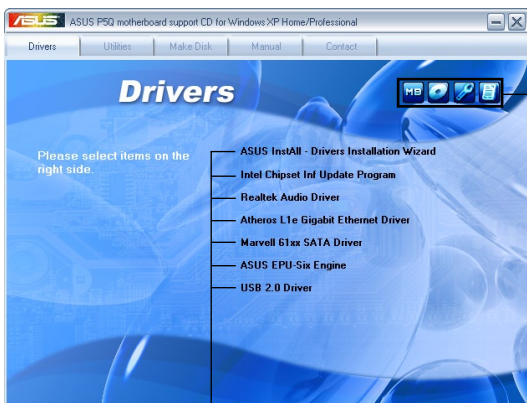 ASUS ASUS P5Q motherboard support CD for Windows XP Home/Professional
Drivers Utilities Make Disk Manual Contact
Drivers
MB
Please select items on the
right side.
ASUS InstAll - Drivers Installation Wizard
Intel Chipset Inf Update Program
Realtek Audio Driver
Atheros L1e Gigabit Ethernet Driver
Marvell 61xx SATA Driver
ASUS EPU-Six Engine
USB 2.0 Driver